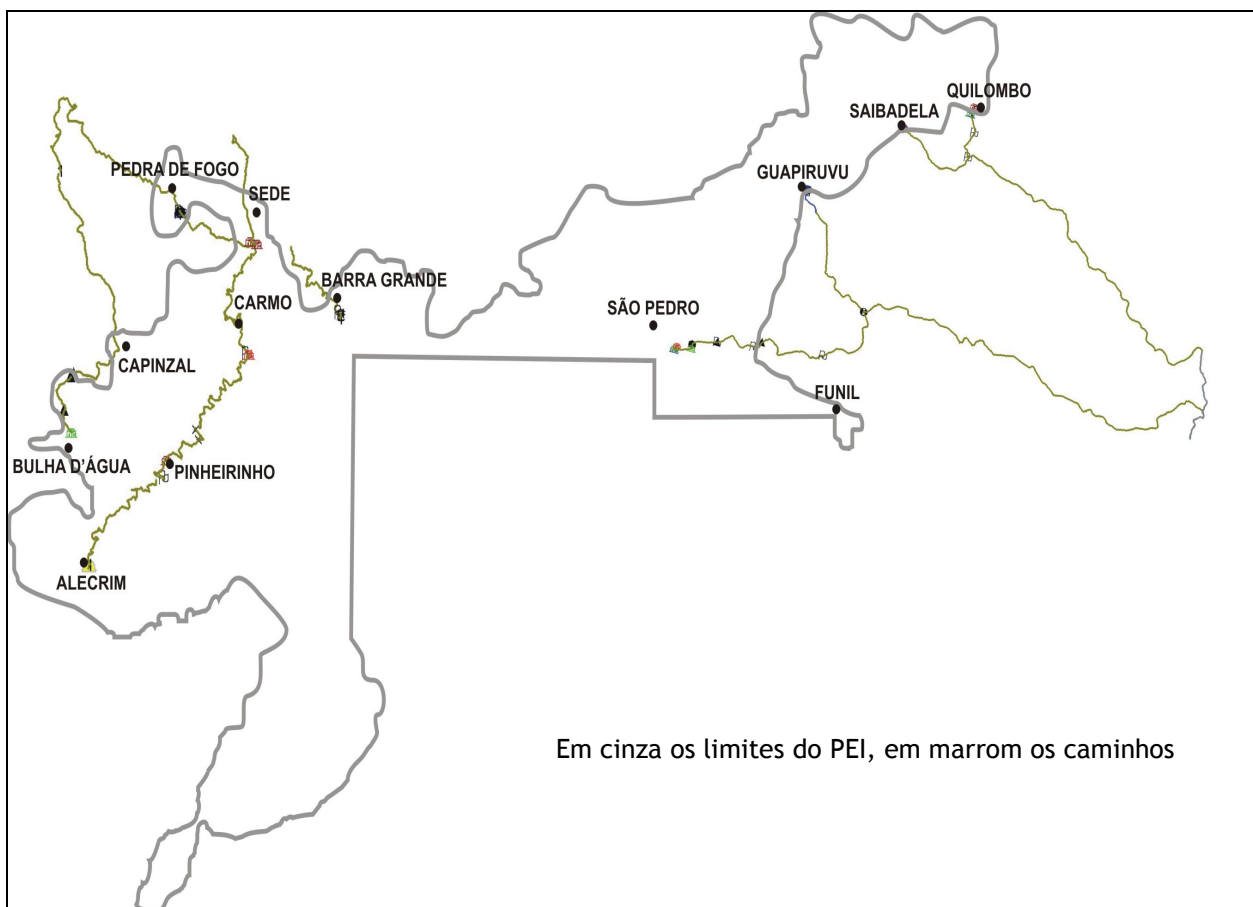 QUILOMBO
SAIBADELA
PEDRA DE FOGO
GUAPIRUVU
SEDE
BARRA GRANDE
SÃO PEDRO
CARMO
CAPINZAL
FUNIL
BULHA D'ÁGUA
PINHEIRINHO
ALECRIM
Em cinza os limites do PEI, em marrom os caminhos